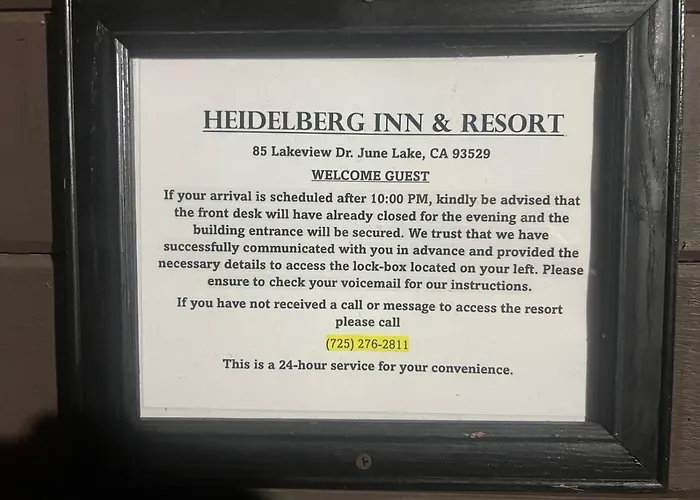 HEIDELBERG INN & RESORT
85 Lakeview Dr. June Lake, CA 93529
WELCOME GUEST
If your arrival is scheduled after 10:00 PM, kindly be advised that
the front desk will have already closed for the evening and the
building entrance will be secured. We trust that we have
successfully communicated with you in advance and provided the
necessary details to access the lock-box located on your left. Please
ensure to check your voicemail for our instructions.
If you have not received a call or message to access the resort
please call
(725) 276-2811
This is a 24-hour service for your convenience.